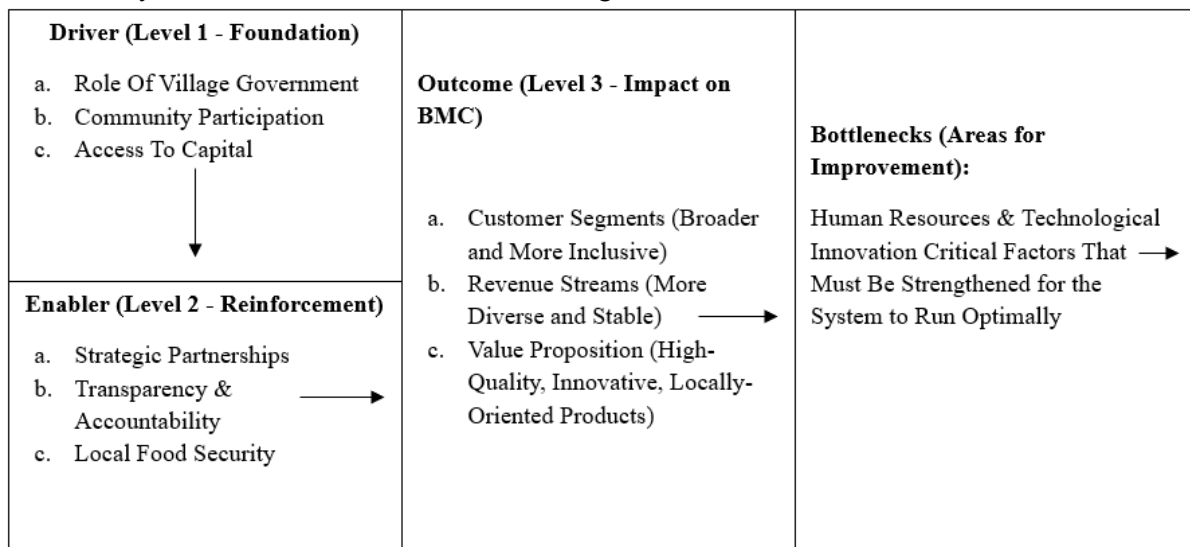 Driver (Level 1 - Foundation)
a. Role Of Village Government
b. Community Participation
c. Access To Capital
Enabler (Level 2 - Reinforcement)
a. Strategic Partnerships
b. Transparency &
Accountability
c. Local Food Security
Outcome (Level 3 - Impact on
BMC)
a. Customer Segments (Broader
and More Inclusive)
b. Revenue Streams (More
Diverse and Stable)
c. Value Proposition (High-
Quality, Innovative, Locally-
Oriented Products)
Bottlenecks (Areas for
Improvement):
Human Resources & Technological
Innovation Critical Factors That
Must Be Strengthened for the
System to Run Optimally